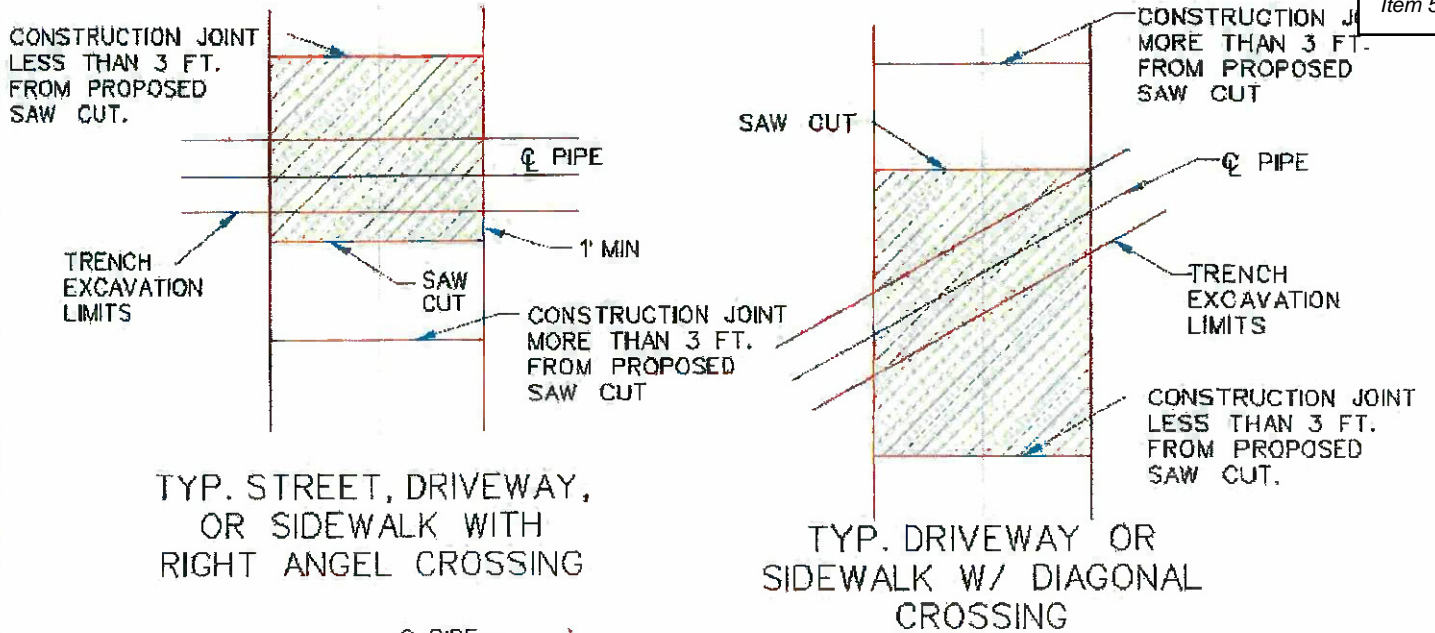 CONSTRUCTION JOINT
LESS THAN 3 FT.
FROM PROPOSED
SAW CUT.
℄ PIPE
TRENCH
EXCAVATION
LIMITS
1' MIN
SAW
CUT
CONSTRUCTION JOINT
MORE THAN 3 FT.
FROM PROPOSED
SAW CUT
TYP. STREET, DRIVEWAY,
OR SIDEWALK WITH
RIGHT ANGEL CROSSING
Item 5
CONSTRUCTION
MORE THAN 3 FT.
FROM PROPOSED
SAW CUT
SAW CUT
℄ PIPE
TRENCH
EXCAVATION
LIMITS
CONSTRUCTION JOINT
LESS THAN 3 FT.
FROM PROPOSED
SAW CUT.
TYP. DRIVEWAY OR
SIDEWALK W/ DIAGONAL
CROSSING
PIPE